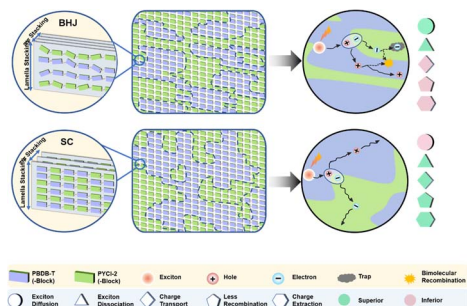 BHJ
π-π Stacking
Lamella Stacking
SC
π-π Stacking
Lamella Stacking
PBDB-T
(-Block)
PYCl-2
(-Block)
Exciton
Hole
Electron
Trap
Bimolecular
Recombination
Exciton
Diffusion
Exciton
Dissociation
Charge
Transport
Less
Recombination
Charge
Extraction
Superior
Inferior